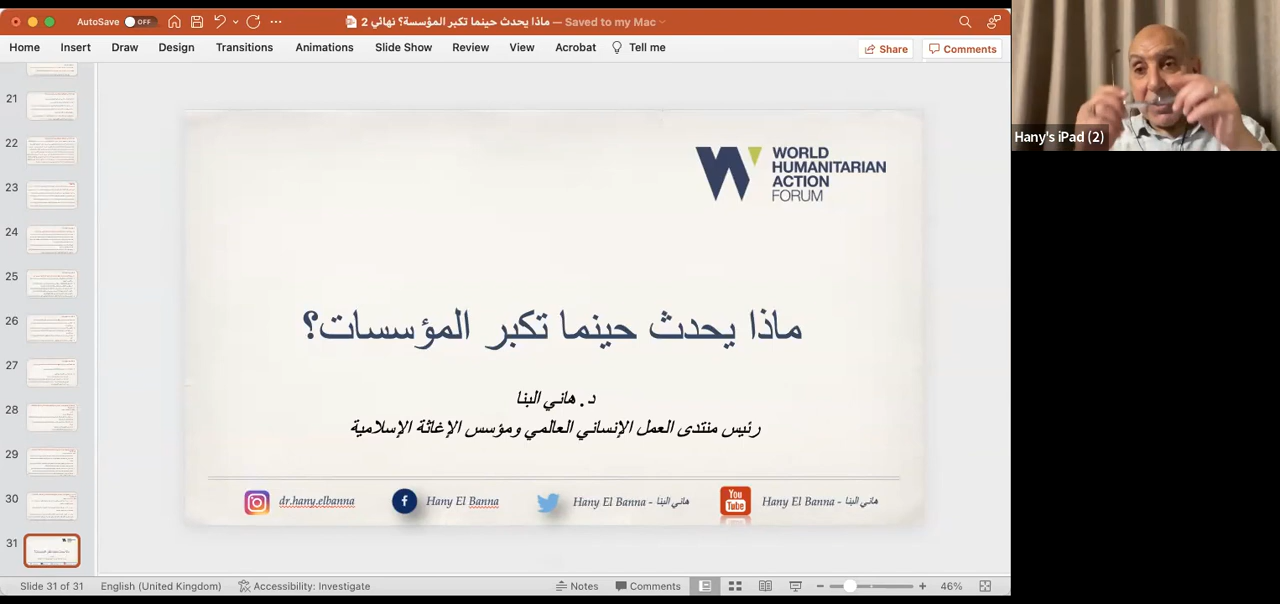 AutoSave OFF
ماذا يحدث حينما تكبر المؤسسة؟ نهائي 2 — Saved to my Mac
Home Insert Draw Design Transitions Animations Slide Show Review View Acrobat Tell me Share Comments
21
22
23
24
25
26
27
28
29
30
31
WORLD
HUMANITARIAN
ACTION
FORUM
ماذا يحدث حينما تكبر المؤسسات؟
د. هاني البنا
رئيس منتدى العمل الإنساني العالمي ومؤسس الإغاثة الإسلامية
dr.hany.elbanna Hany El Banna Hany El Banna - هاني البنا You Tube Hany El Banna - هاني البنا
Slide 31 of 31 English (United Kingdom) Accessibility: Investigate Notes Comments 46%
Hany's iPad (2)